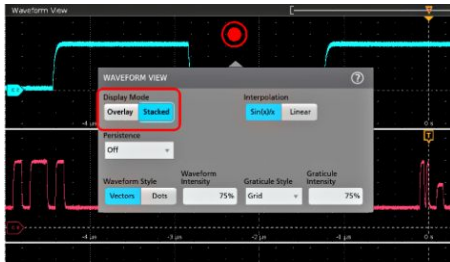 Waveform View
WAVEFORM VIEW
Display Mode
Overlay Stacked
Interpolation
Sin(x)/x Linear
Persistence
Off
Waveform Style
Vectors Dots
Waveform Intensity
75%
Graticule Style
Grid
Graticule Intensity
75%
T
-4 µs
-3 µs
-2 µs
-1 µs
0 s